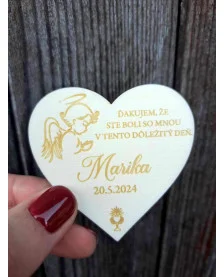 ĎAKUJEM, ŽE
STE BOLI SO MNOU
V TENTO DÔLEŽITÝ DEŇ.
Marika
20.5.2024